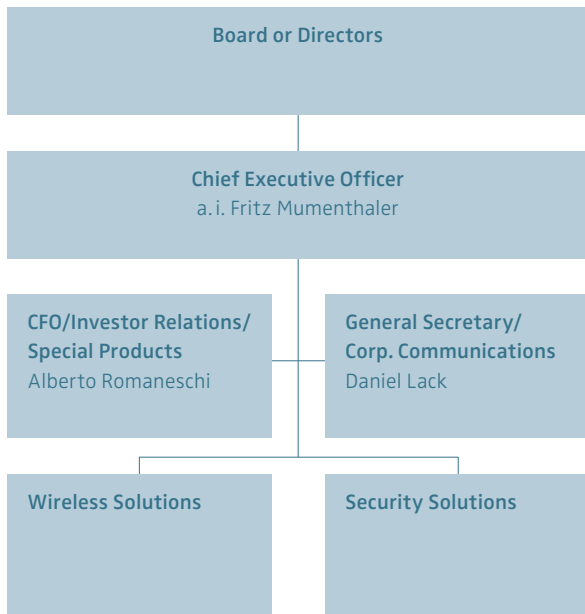 Board or Directors
Chief Executive Officer
a.i. Fritz Mumenthaler
CFO/Investor Relations/
Special Products
Alberto Romaneschi
General Secretary/
Corp. Communications
Daniel Lack
Wireless Solutions
Security Solutions